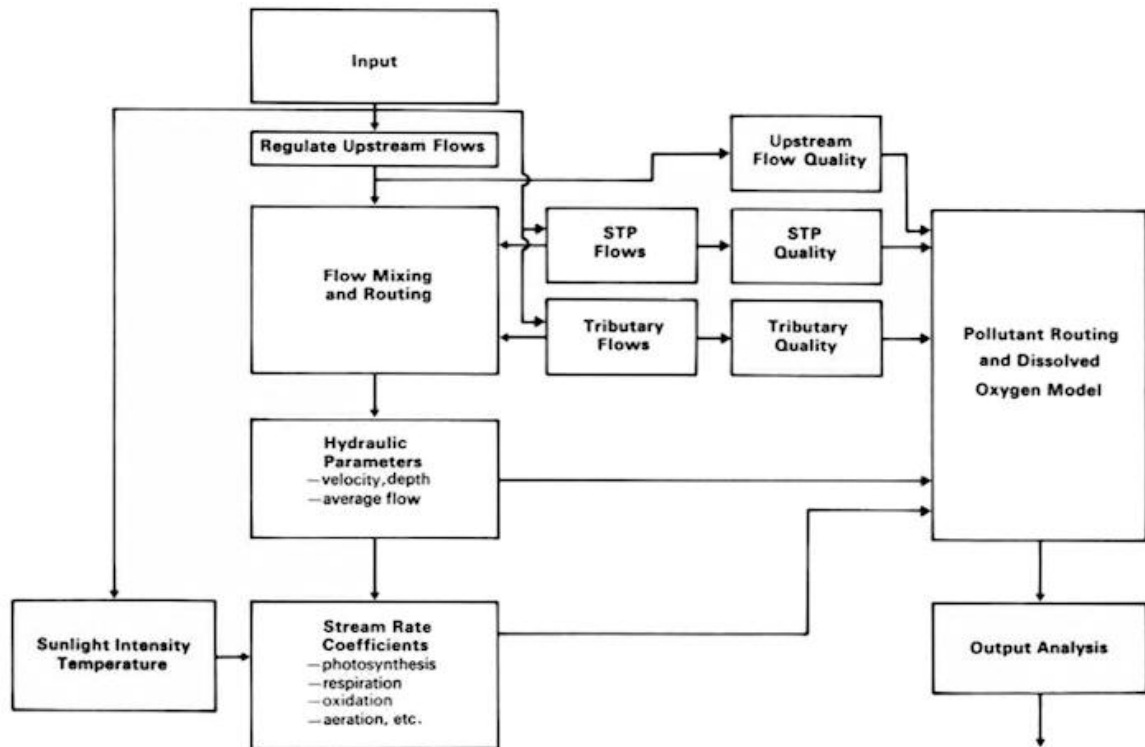 Input
Regulate Upstream Flows
Upstream
Flow Quality
STP
Flows
STP
Quality
Flow Mixing
and Routing
Tributary
Flows
Tributary
Quality
Pollutant Routing
and Dissolved
Oxygen Model
Hydraulic
Parameters
—velocity,depth
—average flow
Sunlight Intensity
Temperature
Stream Rate
Coefficients
—photosynthesis
—respiration
—oxidation
—aeration, etc.
Output Analysis